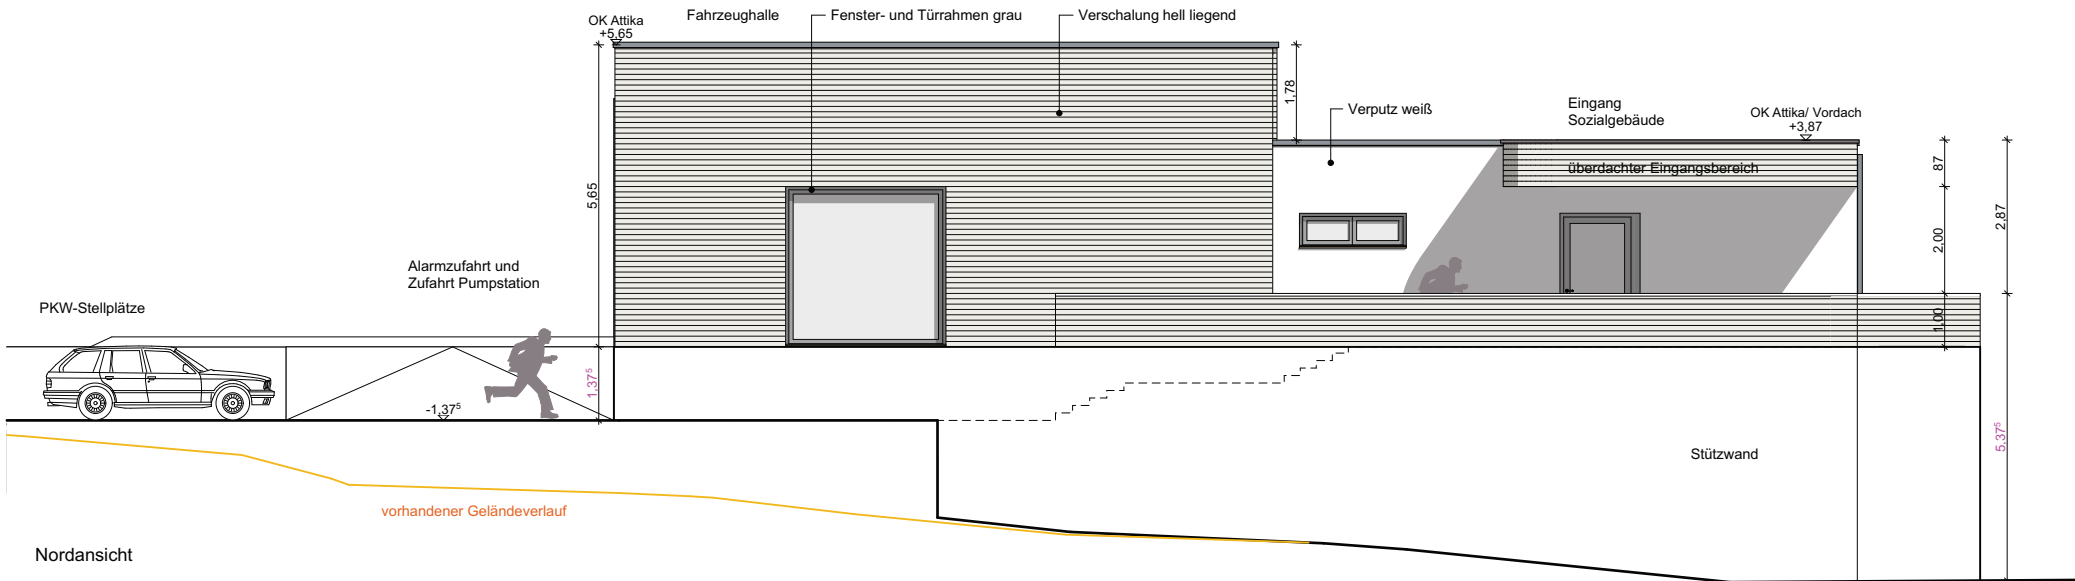 OK Attika
+5,65
Fahrzeughalle
Fenster- und Türrahmen grau
Verschalung hell liegend
1,78
Verputz weiß
Eingang
Sozialgebäude
OK Attika/ Vordach
+3,87
überdachter Eingangsbereich
87
2,00
2,87
1,00
5,65
Alarmzufahrt und
Zufahrt Pumpstation
PKW-Stellplätze
1,37⁵
-1,37⁵
5,37⁵
Stützwand
vorhandener Geländeverlauf
Nordansicht